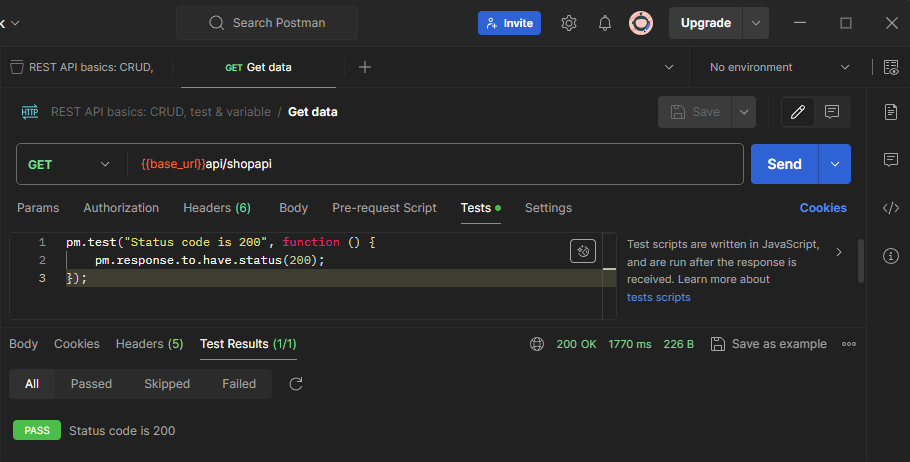 k
Search Postman
Invite
Upgrade
REST API basics: CRUD,
GET Get data
No environment
HTTP
REST API basics: CRUD, test & variable / Get data
Save
GET
{{base_url}}api/shopapi
Send
Params Authorization Headers (6) Body Pre-request Script Tests Settings Cookies
1 pm.test("Status code is 200", function () {
2 pm.response.to.have.status(200);
3 });
Test scripts are written in JavaScript,
and are run after the response is
received. Learn more about
tests scripts
Body Cookies Headers (5) Test Results (1/1) 200 OK 1770 ms 226 B Save as example
All Passed Skipped Failed
PASS Status code is 200